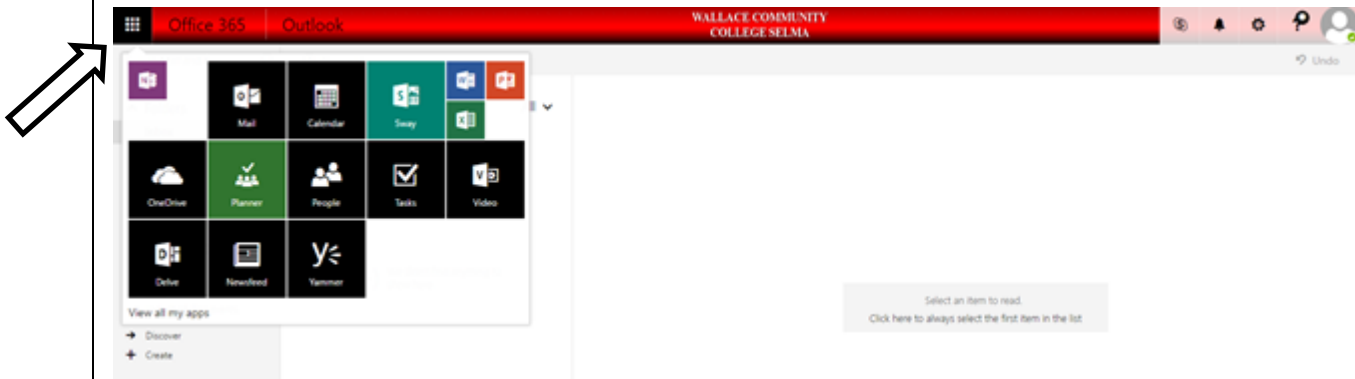 Office 365 Outlook
WALLACE COMMUNITY
COLLEGE SELMA
Undo
Mail
Calendar
Sway
OneDrive
Planner
People
Tasks
Video
Delve
Newsfeed
Yammer
View all my apps
Discover
Create
Select an item to read.
Click here to always select the first item in the list